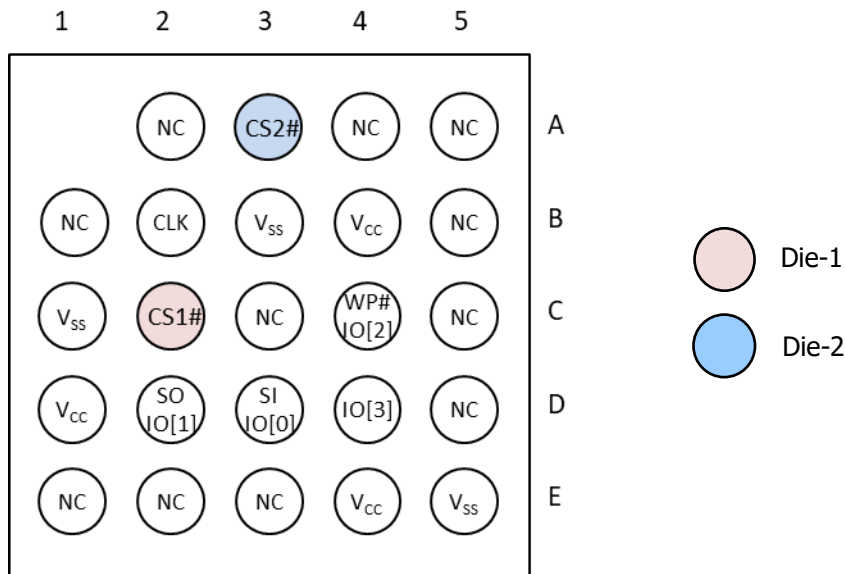 1 2 3 4 5
NC CS2# NC NC A
NC CLK VSS VCC NC B
VSS CS1# NC WP# IO[2] NC C
VCC SO IO[1] SI IO[0] IO[3] NC D
NC NC NC VCC VSS E
Die-1
Die-2